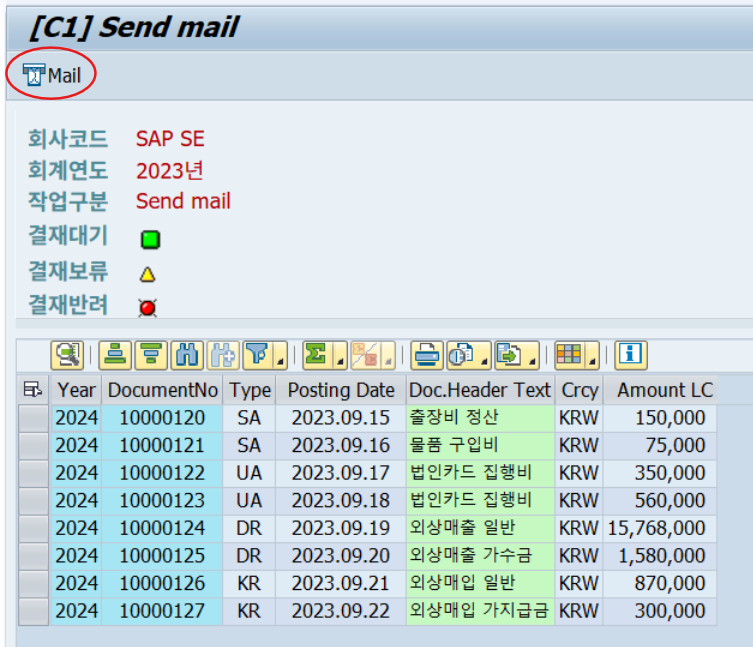 [C1] Send mail
Mail
회사코드 SAP SE
회계연도 2023년
작업구분 Send mail
결재대기
결재보류
결재반려
Year DocumentNo Type Posting Date Doc.Header Text Crcy Amount LC
2024 10000120 SA 2023.09.15 출장비 정산 KRW 150,000
2024 10000121 SA 2023.09.16 물품 구입비 KRW 75,000
2024 10000122 UA 2023.09.17 법인카드 집행비 KRW 350,000
2024 10000123 UA 2023.09.18 법인카드 집행비 KRW 560,000
2024 10000124 DR 2023.09.19 외상매출 일반 KRW 15,768,000
2024 10000125 DR 2023.09.20 외상매출 가수금 KRW 1,580,000
2024 10000126 KR 2023.09.21 외상매입 일반 KRW 870,000
2024 10000127 KR 2023.09.22 외상매입 가지급금 KRW 300,000